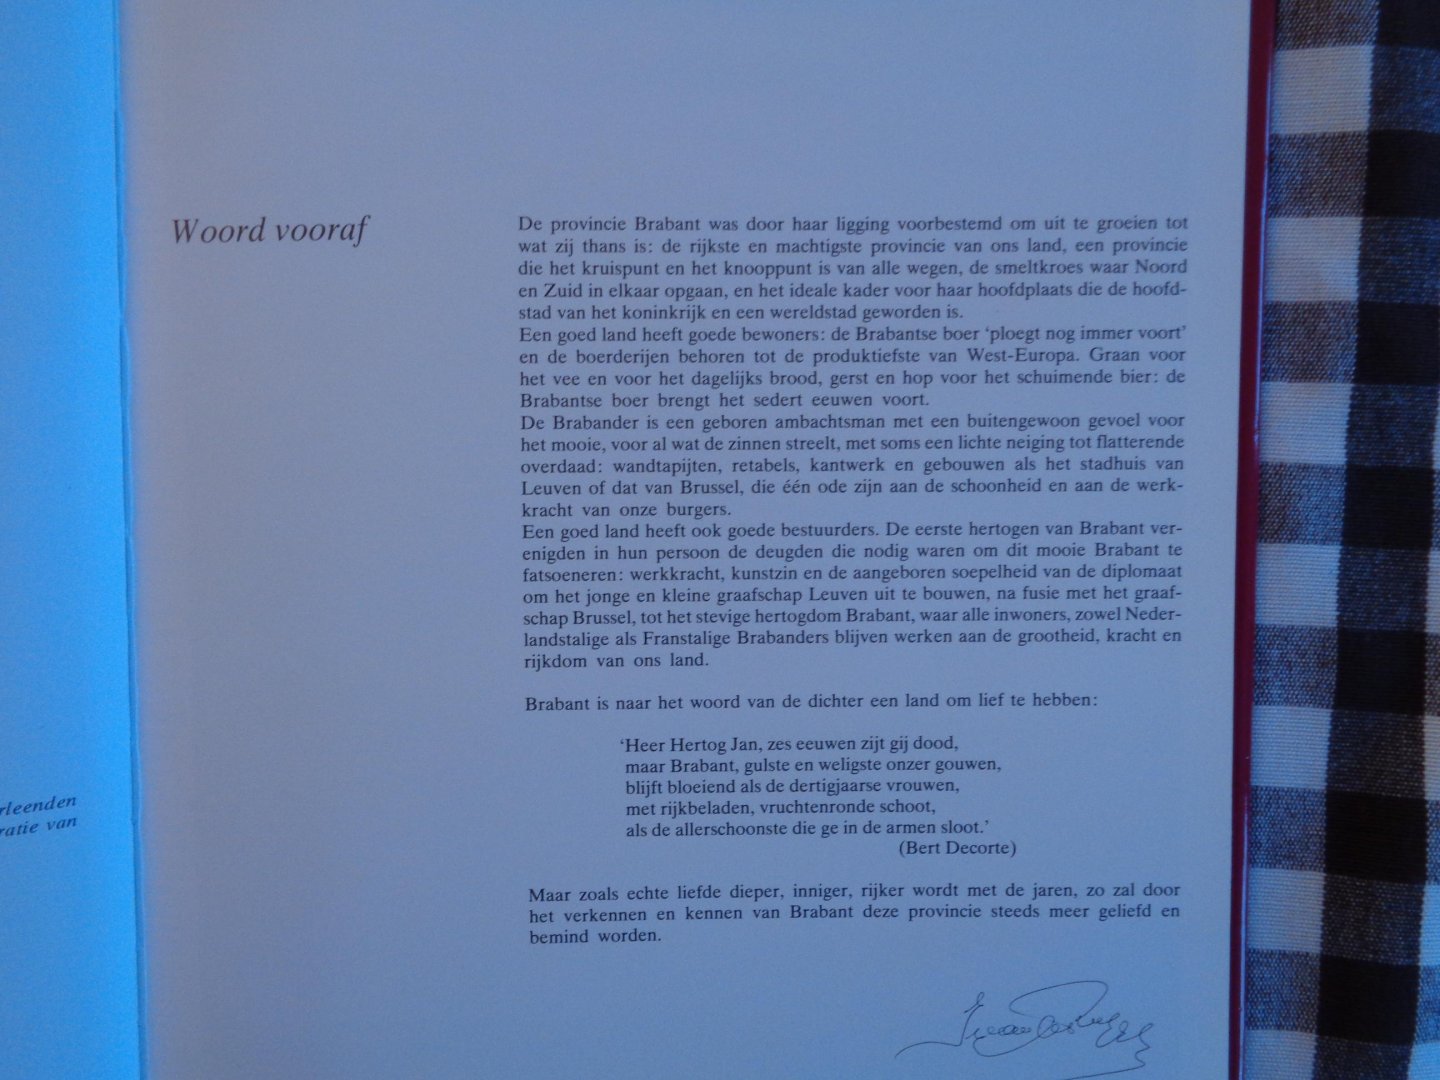 rleenden
ratie van
Woord vooraf
De provincie Brabant was door haar ligging voorbestemd om uit te groeien tot
wat zij thans is: de rijkste en machtigste provincie van ons land, een provincie
die het kruispunt en het knooppunt is van alle wegen, de smeltkroes waar Noord
en Zuid in elkaar opgaan, en het ideale kader voor haar hoofdplaats die de hoofd-
stad van het koninkrijk en een wereldstad geworden is.
Een goed land heeft goede bewoners: de Brabantse boer ‘ploegt nog immer voort’
en de boerderijen behoren tot de produktiefste van West-Europa. Graan voor
het vee en voor het dagelijks brood, gerst en hop voor het schuimende bier: de
Brabantse boer brengt het sedert eeuwen voort.
De Brabander is een geboren ambachtsman met een buitengewoon gevoel voor
het mooie, voor al wat de zinnen streelt, met soms een lichte neiging tot flatterende
overdaad: wandtapijten, retabels, kantwerk en gebouwen als het stadhuis van
Leuven of dat van Brussel, die één ode zijn aan de schoonheid en aan de werk-
kracht van onze burgers.
Een goed land heeft ook goede bestuurders. De eerste hertogen van Brabant ver-
enigden in hun persoon de deugden die nodig waren om dit mooie Brabant te
fatsoeneren: werkkracht, kunstzin en de aangeboren soepelheid van de diplomaat
om het jonge en kleine graafschap Leuven uit te bouwen, na fusie met het graaf-
schap Brussel, tot het stevige hertogdom Brabant, waar alle inwoners, zowel Neder-
landstalige als Franstalige Brabanders blijven werken aan de grootheid, kracht en
rijkdom van ons land.
Brabant is naar het woord van de dichter een land om lief te hebben:
‘Heer Hertog Jan, zes eeuwen zijt gij dood,
maar Brabant, gulste en weligste onzer gouwen,
blijft bloeiend als de dertigjaarse vrouwen,
met rijkbeladen, vruchtenronde schoot,
als de allerschoonste die ge in de armen sloot.’
(Bert Decorte)
Maar zoals echte liefde dieper, inniger, rijker wordt met de jaren, zo zal door
het verkennen en kennen van Brabant deze provincie steeds meer geliefd en
bemind worden.